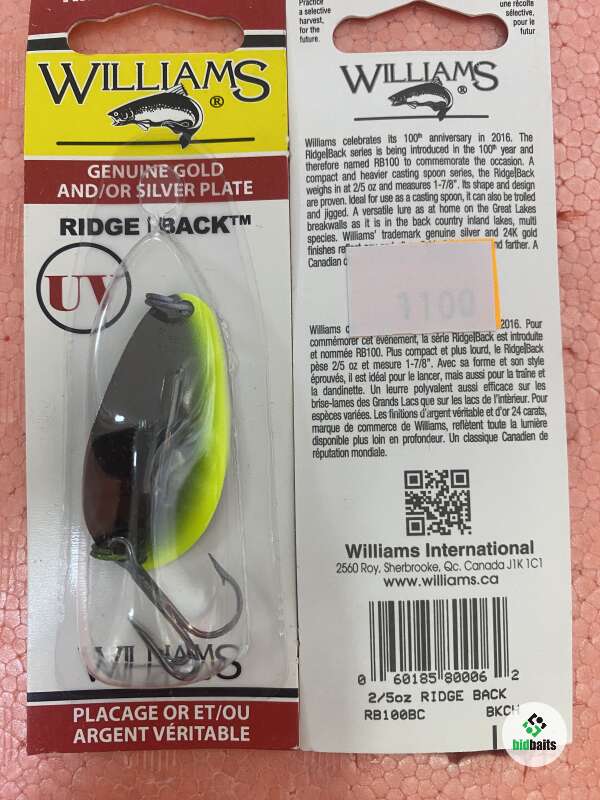 WILLIAMS
®
GENUINE GOLD
AND/OR SILVER PLATE
RIDGE | BACK™
UV
WILLIAMS
PLACAGE OR ET/OU
ARGENT VÉRITABLE
Practice
a selective
harvest,
for the
future.
une récolte
sélective,
pour le
futur
WILLIAMS
®
Williams celebrates its 100th anniversary in 2016. The
Ridge|Back series is being introduced in the 100th year and
therefore named RB100 to commemorate the occasion. A
compact and heavier casting spoon series, the Ridge|Back
weighs in at 2/5 oz and measures 1-7/8". Its shape and design
are proven. Ideal for use as a casting spoon, it can also be trolled
and jigged. A versatile lure as at home on the Great Lakes
breakwalls as it is in the back country inland lakes, multi
species. Williams' trademark genuine silver and 24K gold
finishes and farther. A
Canadian
1100
Williams 2016. Pour
commémorer cet événement, la série Ridge|Back est introduite
et nommée RB100. Plus compact et plus lourd, le Ridge|Back
pèse 2/5 oz et mesure 1-7/8". Avec sa forme et son style
éprouvés, il est idéal pour le lancer, mais aussi pour la traîne et
la dandinette. Un leurre polyvalent aussi efficace sur les
brise-lames des Grands Lacs que sur les lacs de l'intérieur. Pour
espèces variées. Les finitions d'argent véritable et d'or 24 carats,
marque de commerce de Williams, reflètent toute la lumière
disponible plus loin en profondeur. Un classique Canadien de
réputation mondiale.
Williams International
2560 Roy, Sherbrooke, Qc. Canada J1K 1C1
www.williams.ca
0 60185 80006 2
2/5oz RIDGE BACK
RB100BC
bidbaits